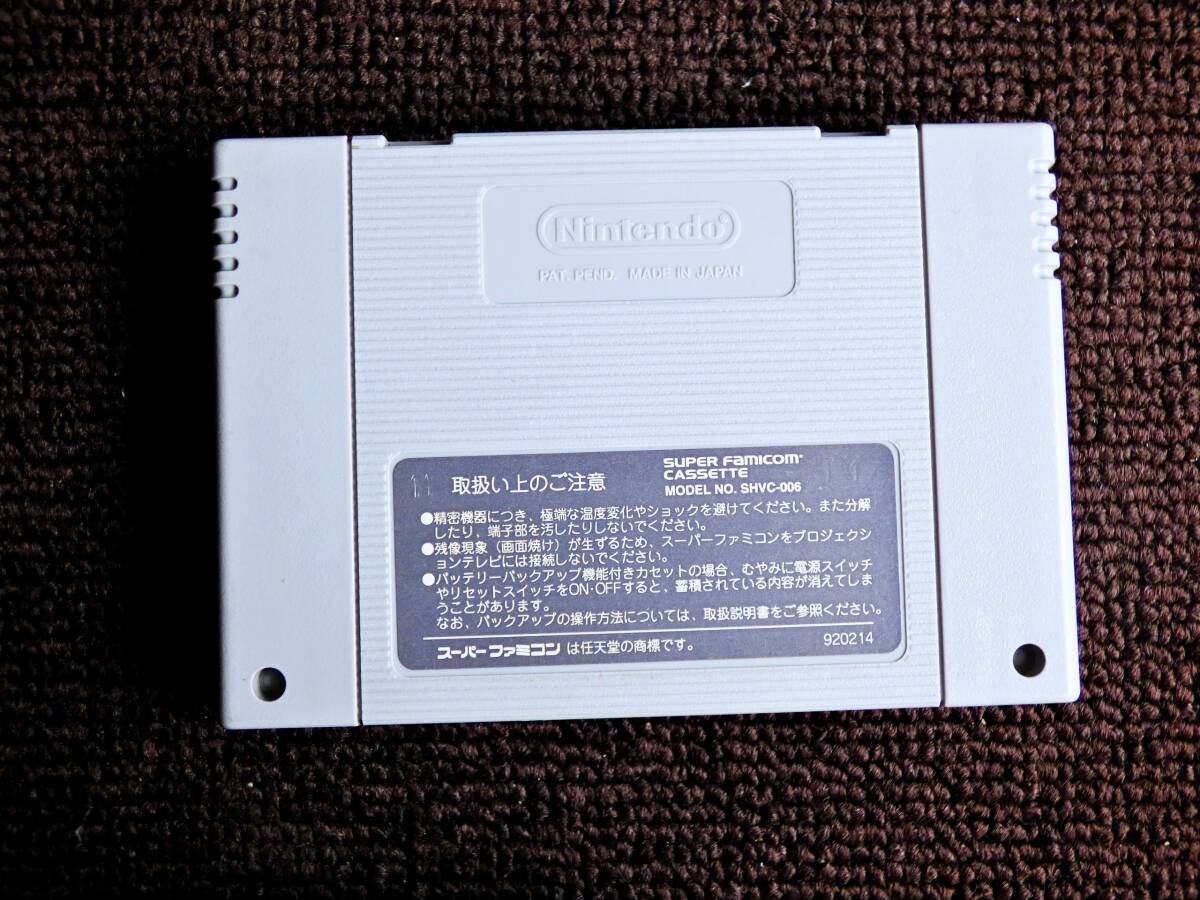 Nintendo®
PAT. PEND. MADE IN JAPAN
11 取扱い上のご注意
SUPER FAMICOM®
CASSETTE
MODEL NO. SHVC-006
●精密機器につき、極端な温度変化やショックを避けてください。また分解
したり、端子部を汚したりしないでください。
●残像現象（画面焼け）が生ずるため、スーパーファミコンをプロジェクシ
ョンテレビには接続しないでください。
●バッテリーバックアップ機能付きカセットの場合、むやみに電源スイッチ
やリセットスイッチをON・OFFすると、蓄積されている内容が消えてしま
うことがあります。
なお、バックアップの操作方法については、取扱説明書をご参照ください。
スーパーファミコンは任天堂の商標です。
920214